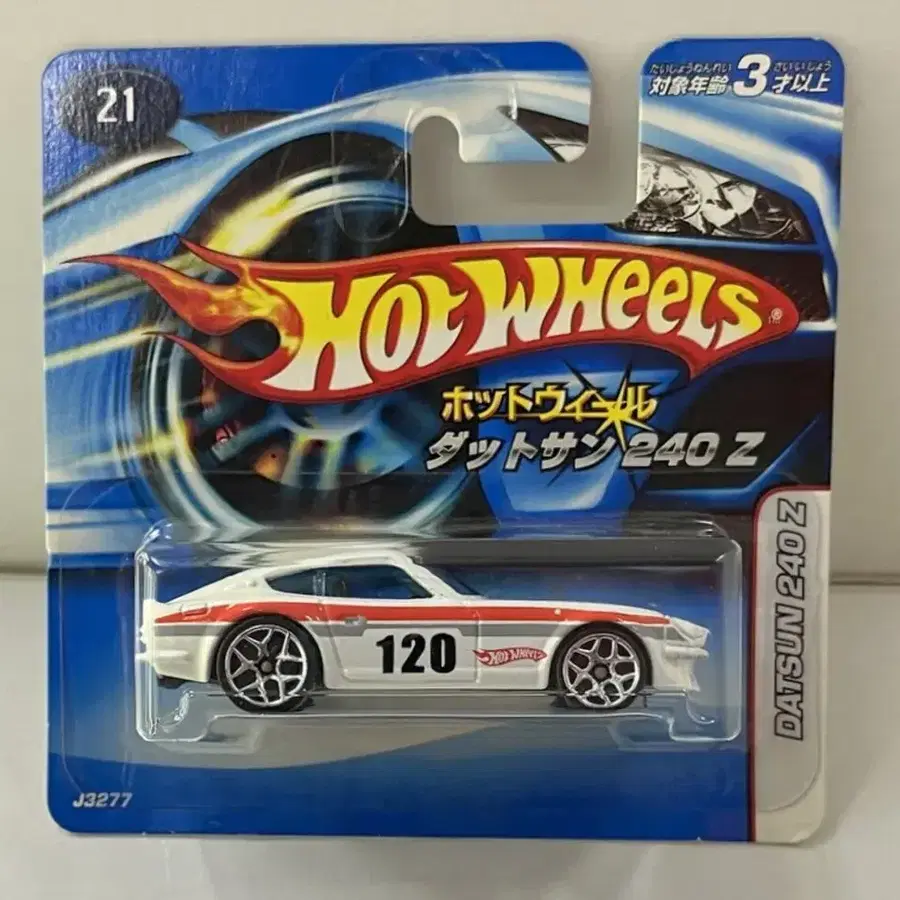 21
たいしょうねんれい さいいじょう
対象年齢 3 才以上
HOT WHEELS®
ホットウィール
ダットサン 240 Z
DATSUN 240 Z
120
HOT WHEELS
J3277